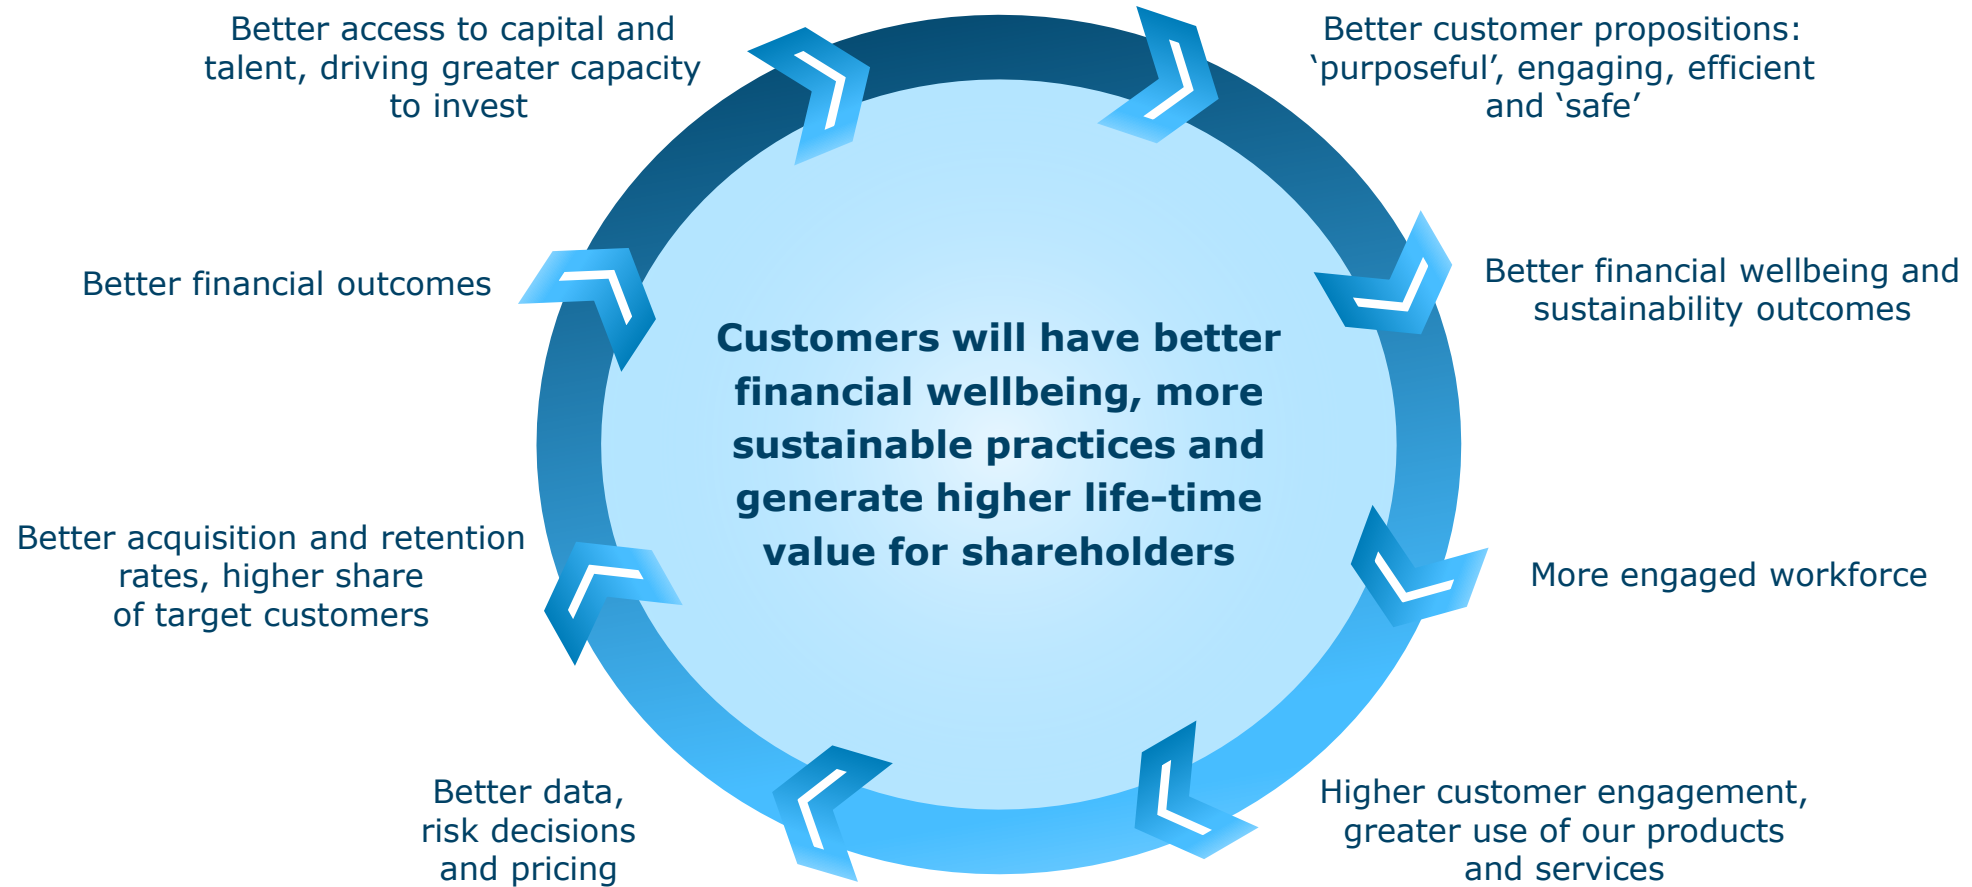 Better access to capital and
talent, driving greater capacity
to invest
Better customer propositions:
‘purposeful’, engaging, efficient
and ‘safe’
Better financial outcomes
Better financial wellbeing and
sustainability outcomes
Customers will have better
financial wellbeing, more
sustainable practices and
generate higher life-time
value for shareholders
Better acquisition and retention
rates, higher share
of target customers
More engaged workforce
Better data,
risk decisions
and pricing
Higher customer engagement,
greater use of our products
and services